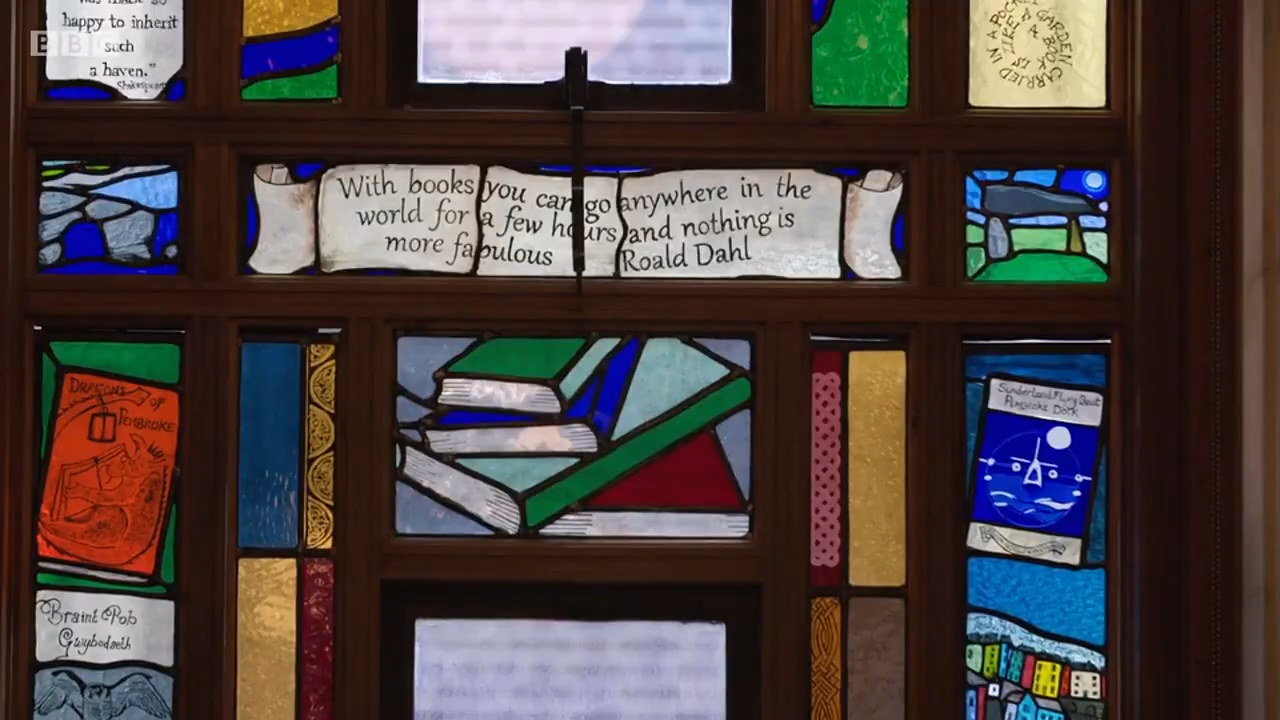 happy to inherit
such
a haven."
Shakespeare
BBC
CARRIED IN A POCKET
LIKE A GARDEN
A BOOK IS
With books you can go anywhere in the
world for a few hours and nothing is
more fabulous Roald Dahl
DRAGONS
OF
PEMBROKE
Sunderland Flying Boat
Pembroke Dock
Braint Pob
Gwybodaeth